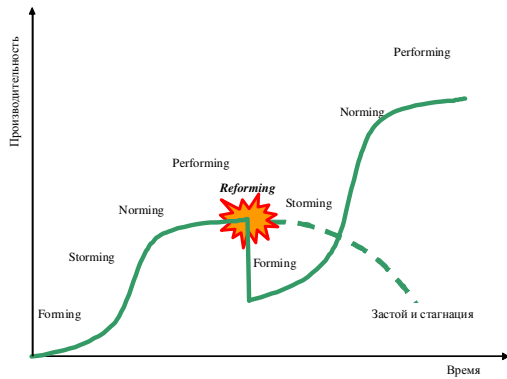 Производительность
Performing
Norming
Performing
Reforming
Storming
Norming
Storming
Forming
Forming
Застой и стагнация
Время